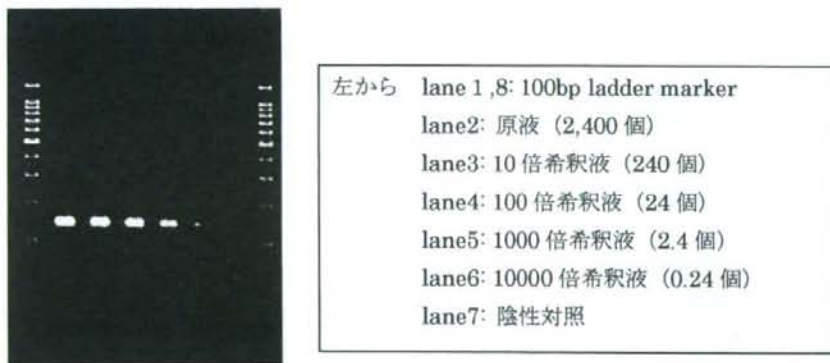 左から lane 1 ,8: 100bp ladder marker
lane2: 原液（2,400 個）
lane3: 10 倍希釈液（240 個）
lane4: 100 倍希釈液（24 個）
lane5: 1000 倍希釈液（2.4 個）
lane6: 10000 倍希釈液（0.24 個）
lane7: 陰性対照